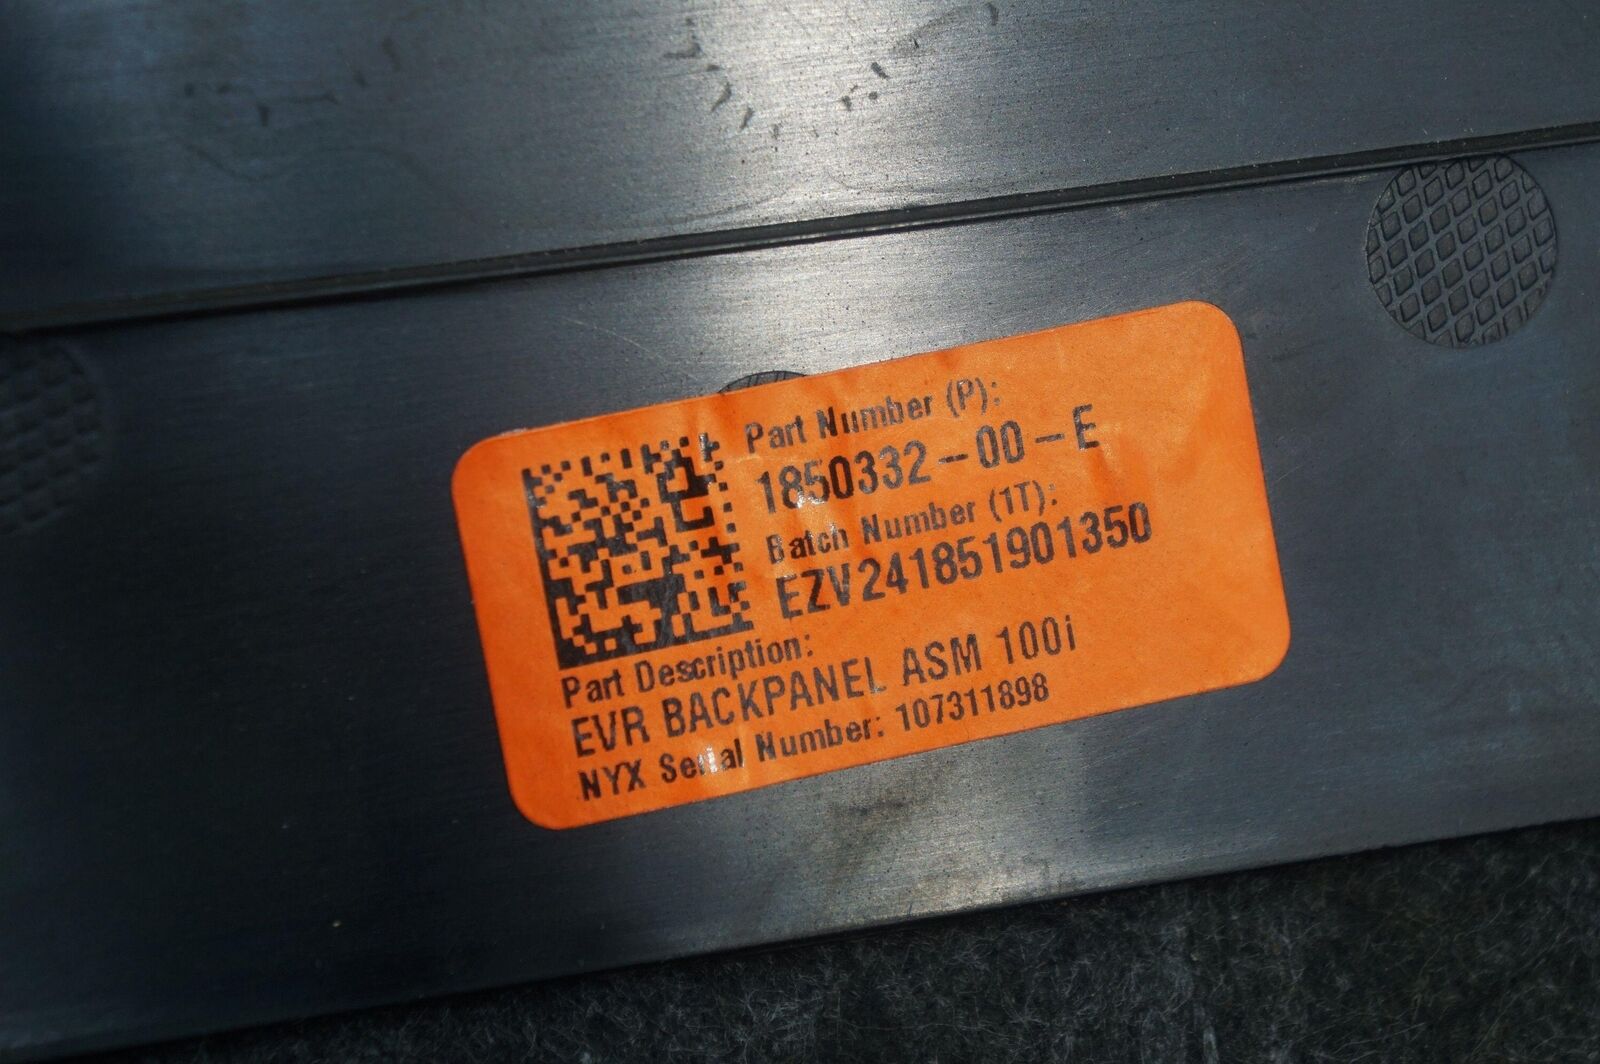 Part Number (P):
1850332-00-E
Batch Number (1T):
EZV241851901350
Part Description:
EVR BACKPANEL ASM 100i
NYX Serial Number: 107311898